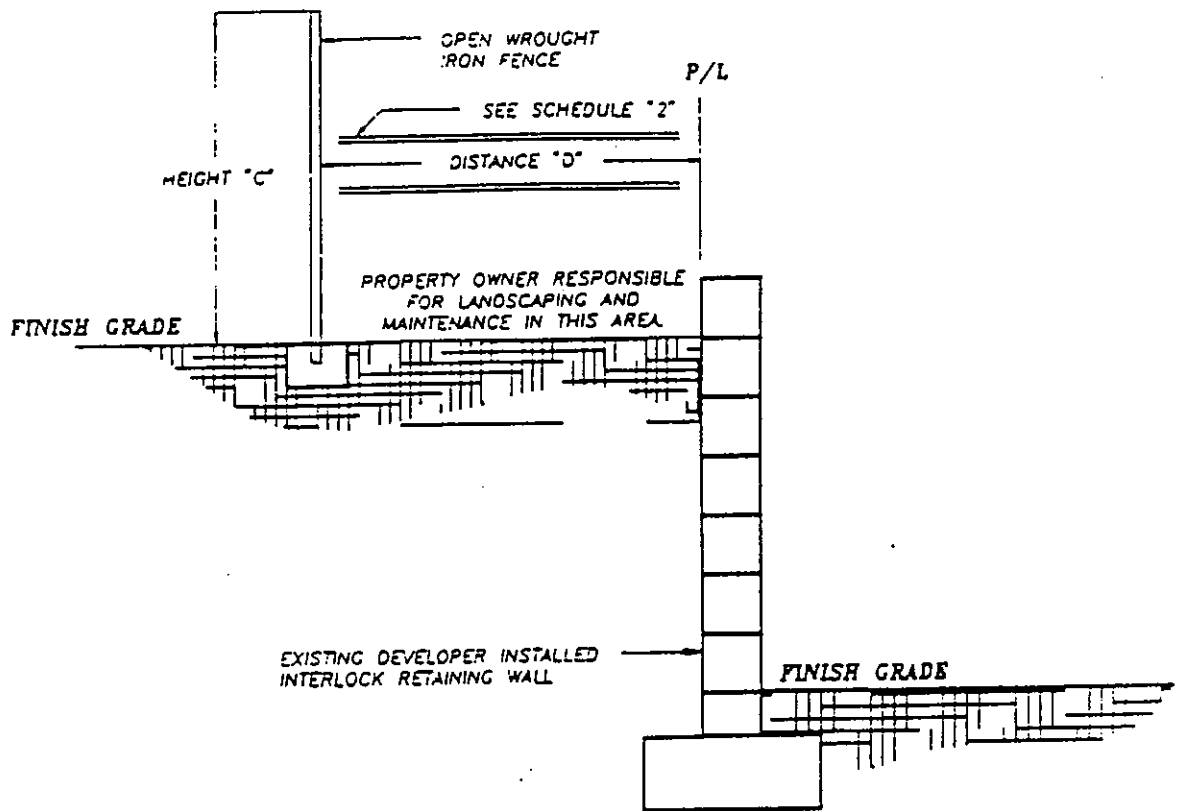 OPEN WROUGHT
IRON FENCE
P/L
SEE SCHEDULE "2"
DISTANCE "D"
HEIGHT "C"
PROPERTY OWNER RESPONSIBLE
FOR LANDSCAPING AND
MAINTENANCE IN THIS AREA.
FINISH GRADE
EXISTING DEVELOPER INSTALLED
INTERLOCK RETAINING WALL
FINISH GRADE